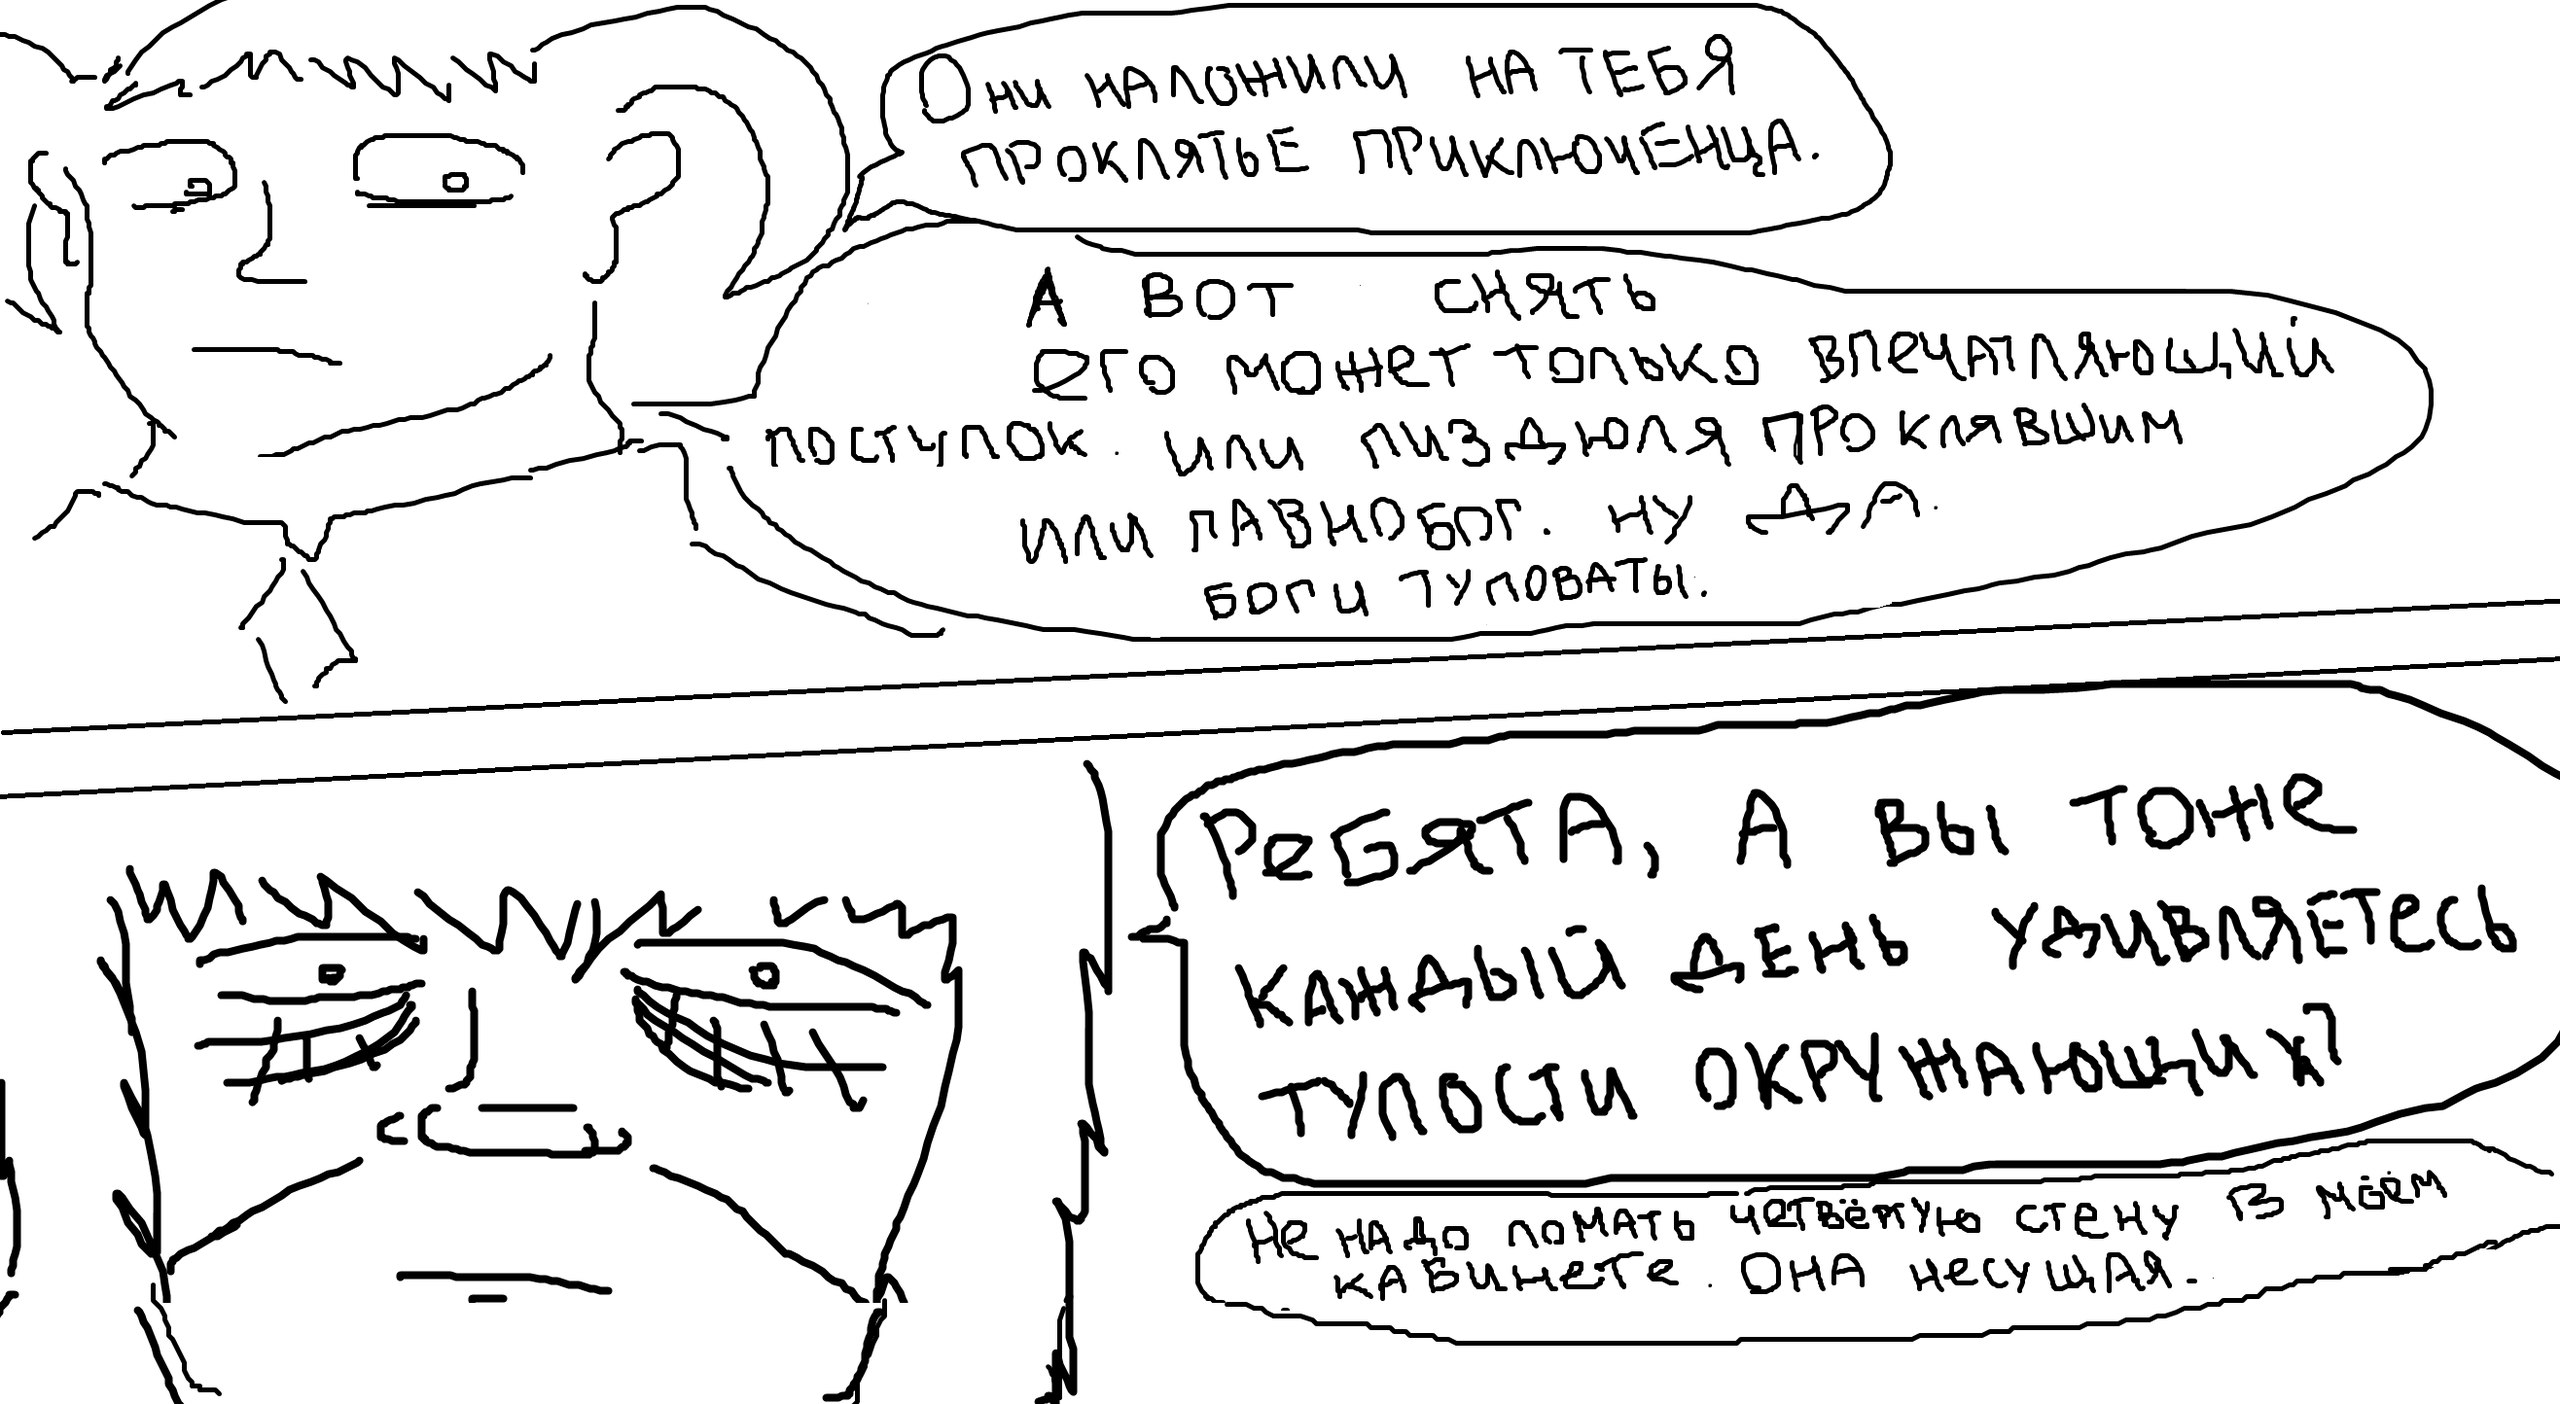 Они наложили на тебя
проклятье приключенца.
А вот снять
его может только впечатляющий
поступок. или пиздюля проклявшим
или главнобог. ну да.
боги туповаты.
Ребята, а вы тоже
каждый день удивляетесь
тупости окружающих?
Не надо ломать четвёртую стену в моём
кабинете. Она несущая.